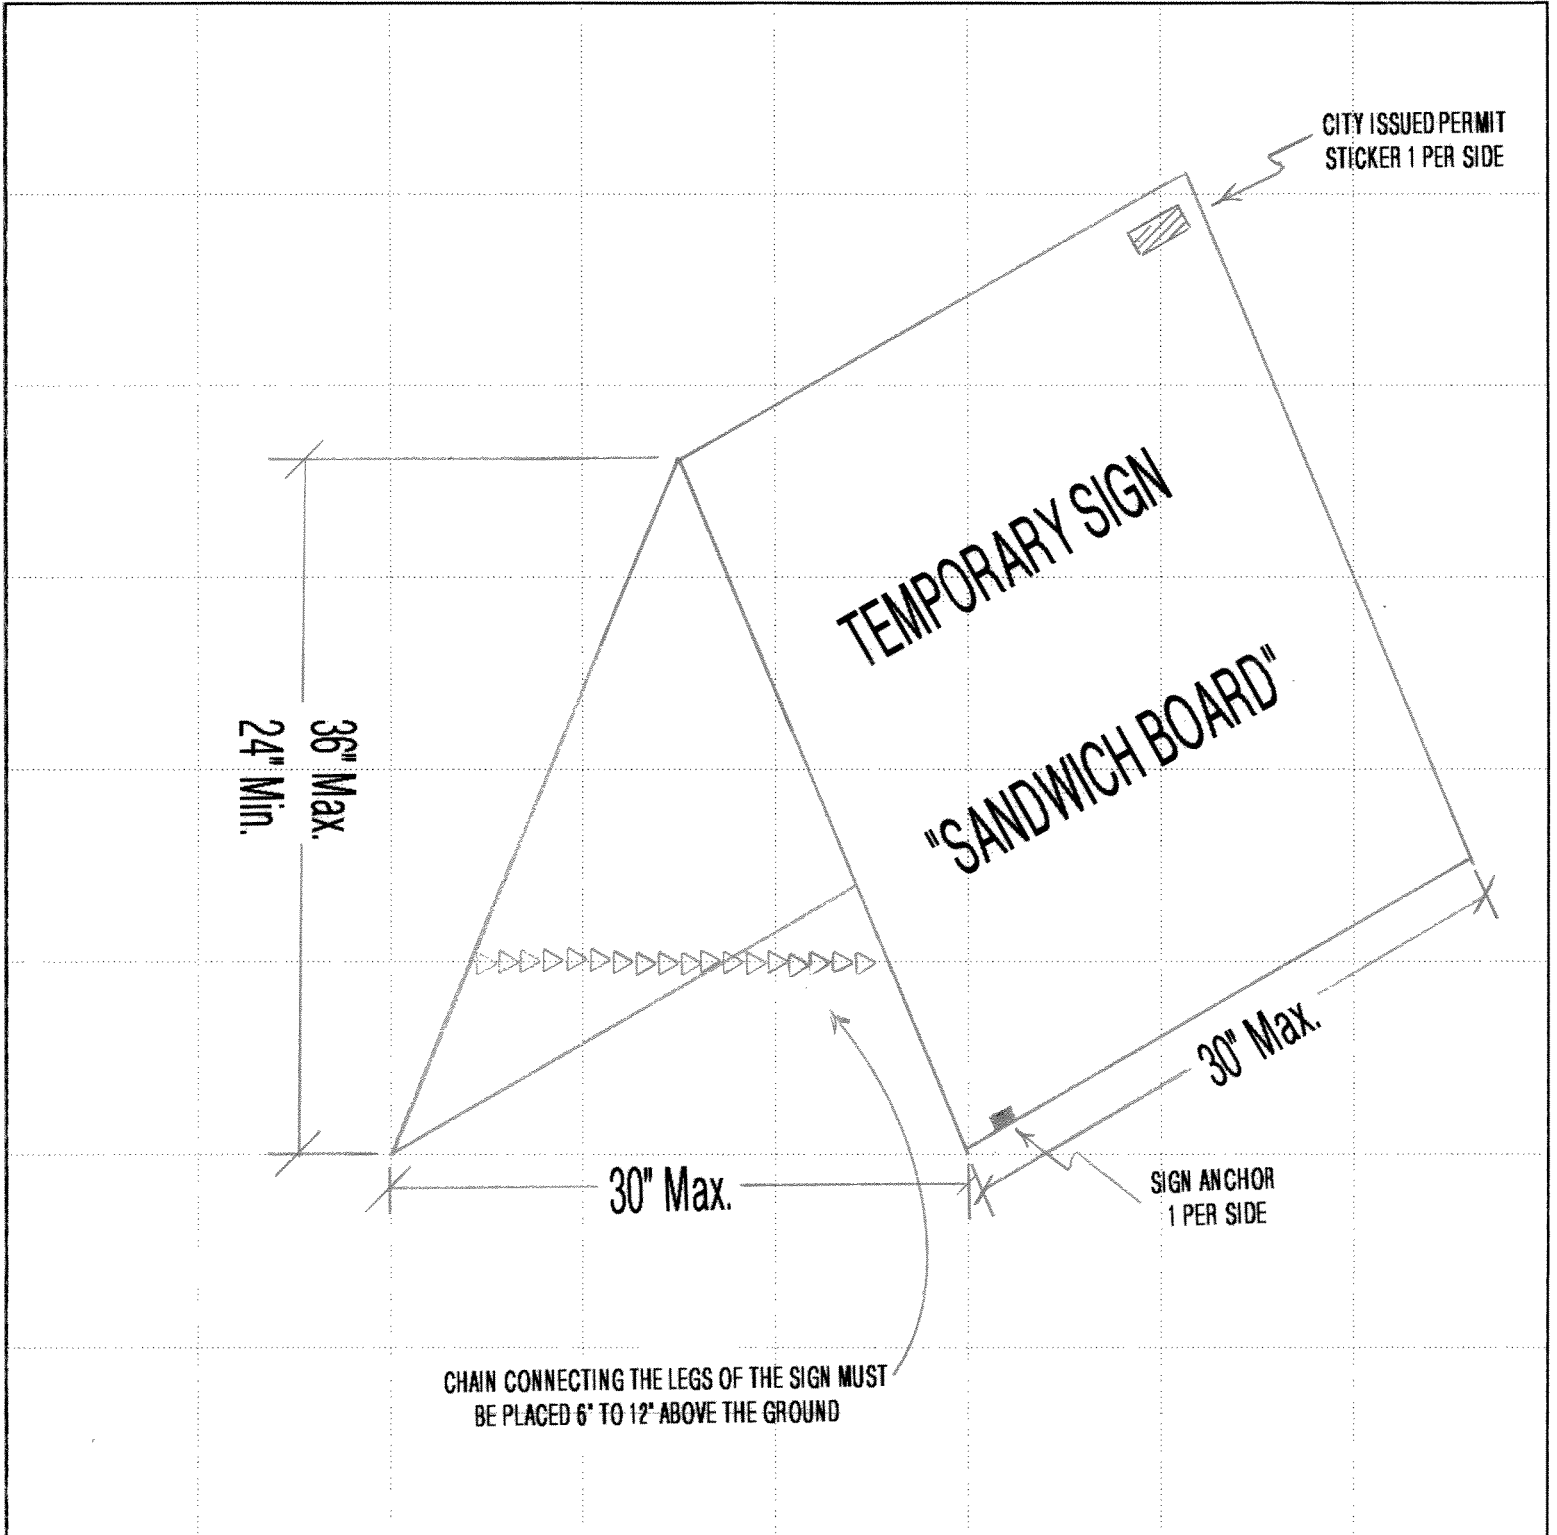 CITY ISSUED PERMIT
STICKER 1 PER SIDE
TEMPORARY SIGN
"SANDWICH BOARD"
36" Max.
24" Min.
30" Max.
30" Max.
SIGN ANCHOR
1 PER SIDE
CHAIN CONNECTING THE LEGS OF THE SIGN MUST
BE PLACED 6" TO 12" ABOVE THE GROUND